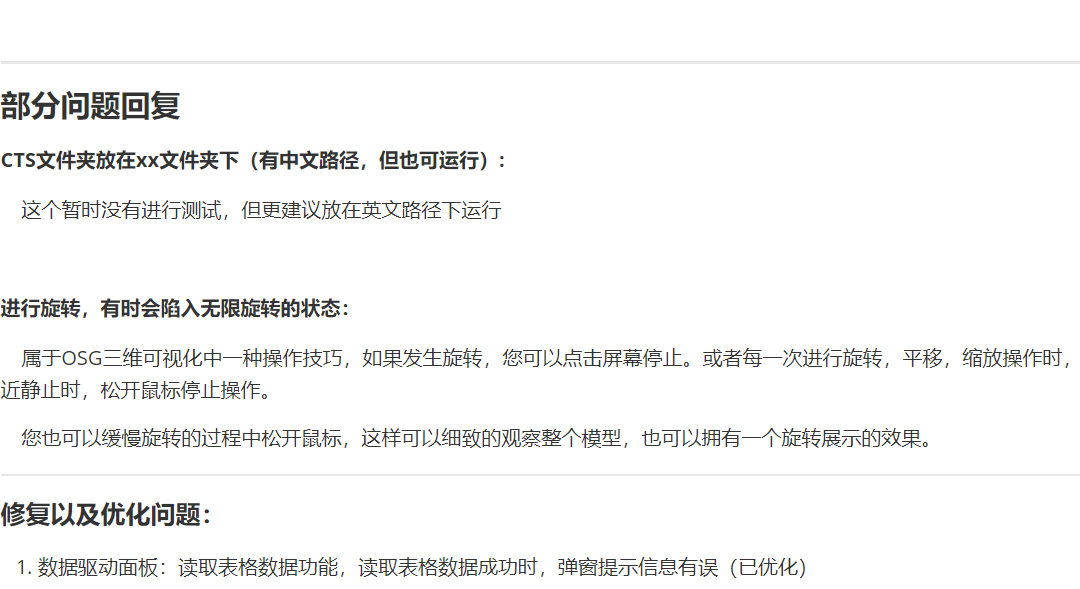 部分问题回复
CTS文件夹放在xx文件夹下（有中文路径，但也可运行）：
这个暂时没有进行测试，但更建议放在英文路径下运行
进行旋转，有时会陷入无限旋转的状态：
属于OSG三维可视化中一种操作技巧，如果发生旋转，您可以点击屏幕停止。或者每一次进行旋转，平移，缩放操作时，
近静止时，松开鼠标停止操作。
您也可以缓慢旋转的过程中松开鼠标，这样可以细致的观察整个模型，也可以拥有一个旋转展示的效果。
修复以及优化问题：
1. 数据驱动面板：读取表格数据功能，读取表格数据成功时，弹窗提示信息有误（已优化）